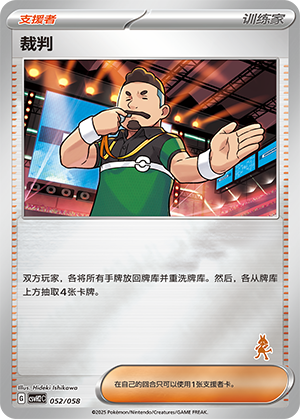 支援者
训练家
裁判
双方玩家，各将所有手牌放回牌库并重洗牌库。然后，各从牌库
上方抽取4张卡牌。
Illus. Hideki Ishikawa
G CSVH2C C 052/058
在自己的回合只可以使用1张支援者卡。
©2025 Pokémon/Nintendo/Creatures/GAME FREAK.